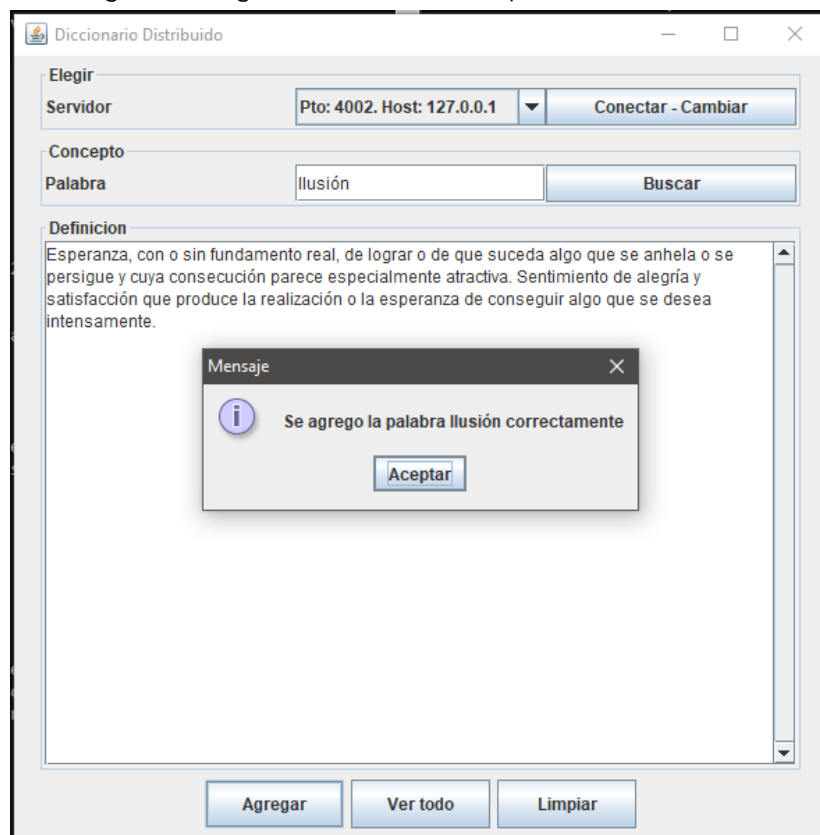 Diccionario Distribuido
Elegir
Servidor
Pto: 4002. Host: 127.0.0.1
Conectar - Cambiar
Concepto
Palabra
Ilusión
Buscar
Definicion
Esperanza, con o sin fundamento real, de lograr o de que suceda algo que se anhela o se
persigue y cuya consecución parece especialmente atractiva. Sentimiento de alegría y
satisfacción que produce la realización o la esperanza de conseguir algo que se desea
intensamente.
Mensaje
Se agrego la palabra Ilusión correctamente
Aceptar
Agregar
Ver todo
Limpiar